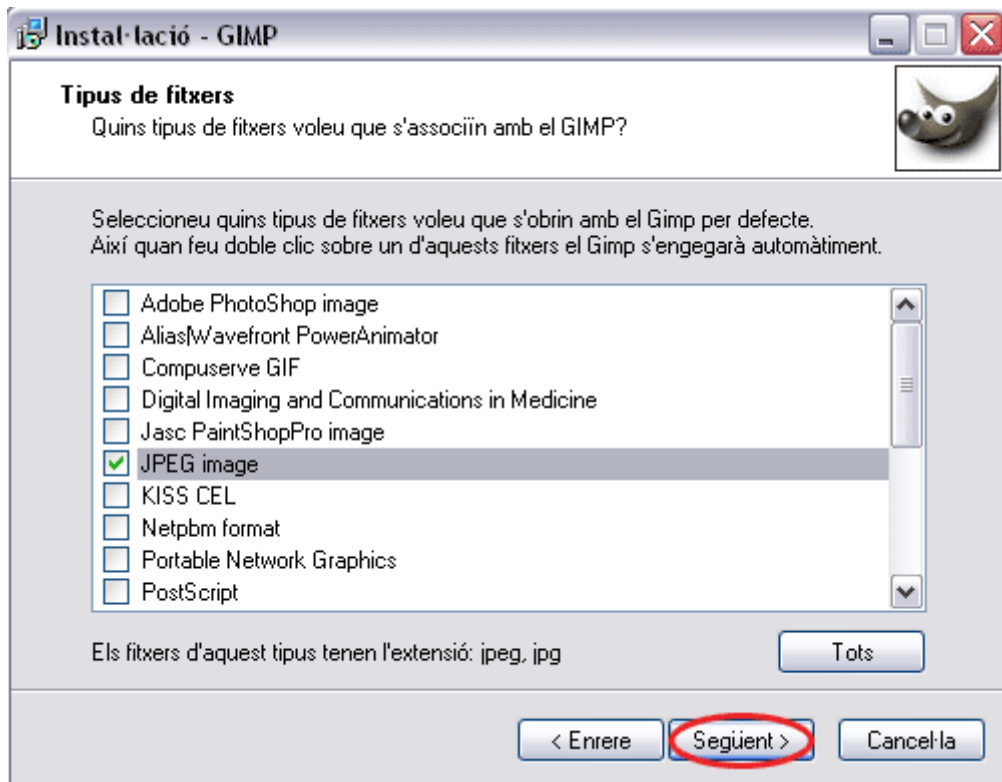 Instal·lació - GIMP
Tipus de fitxers
Quins tipus de fitxers voleu que s'associïn amb el GIMP?
Seleccioneu quins tipus de fitxers voleu que s'obrin amb el Gimp per defecte.
Així quan feu doble clic sobre un d'aquests fitxers el Gimp s'engegarà automàtiment.
Adobe PhotoShop image
Alias|Wavefront PowerAnimator
Compuserve GIF
Digital Imaging and Communications in Medicine
Jasc PaintShopPro image
JPEG image
KISS CEL
Netpbm format
Portable Network Graphics
PostScript
Els fitxers d'aquest tipus tenen l'extensió: jpeg, jpg
Tots
< Enrere
Següent >
Cancel·la